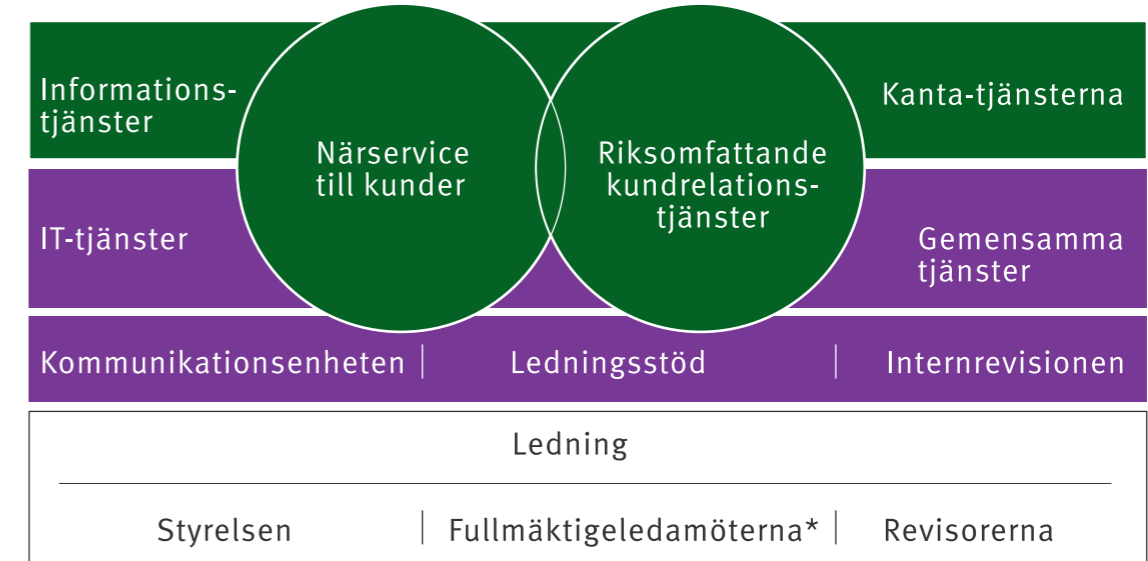 Informations-
tjänster
Närservice
till kunder
Riksomfattande
kundrelations-
tjänster
Kanta-tjänsterna
IT-tjänster
Gemensamma
tjänster
Kommunikationsenheten | Ledningsstöd | Internrevisionen
Ledning
Styrelsen | Fullmäktigeledamöterna* | Revisorerna